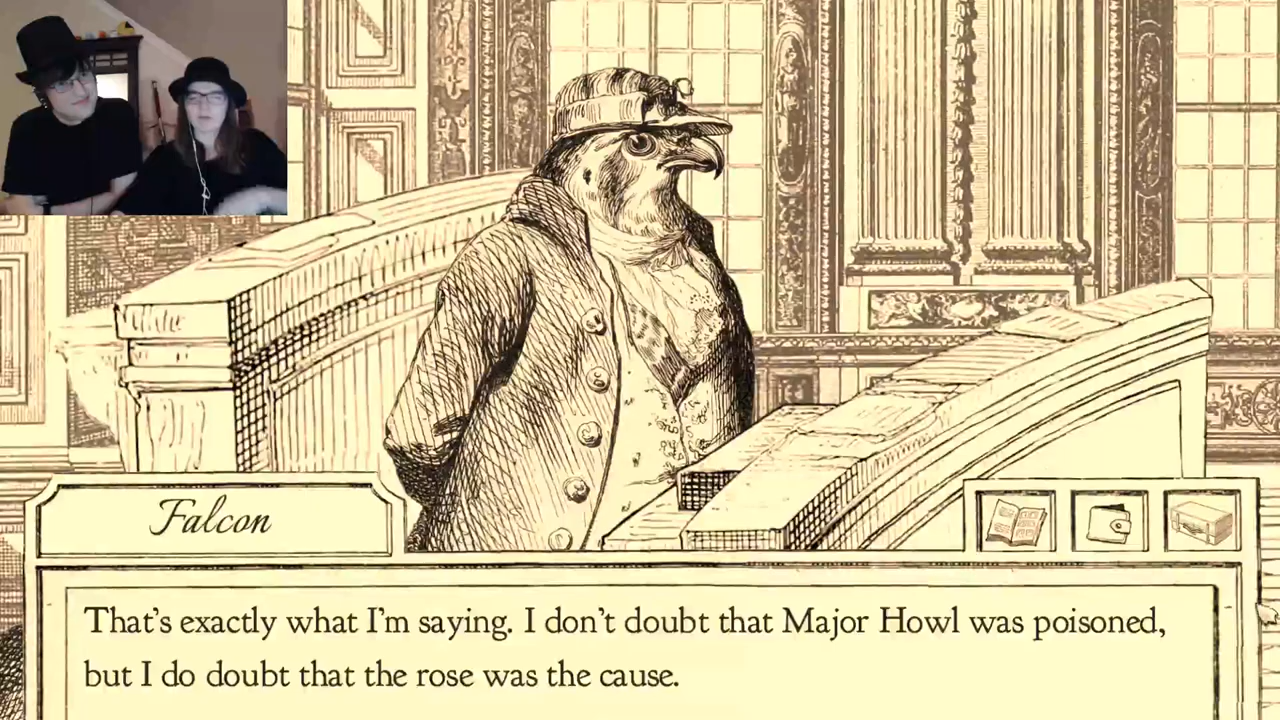 Falcon
That's exactly what I'm saying. I don't doubt that Major Howl was poisoned,
but I do doubt that the rose was the cause.